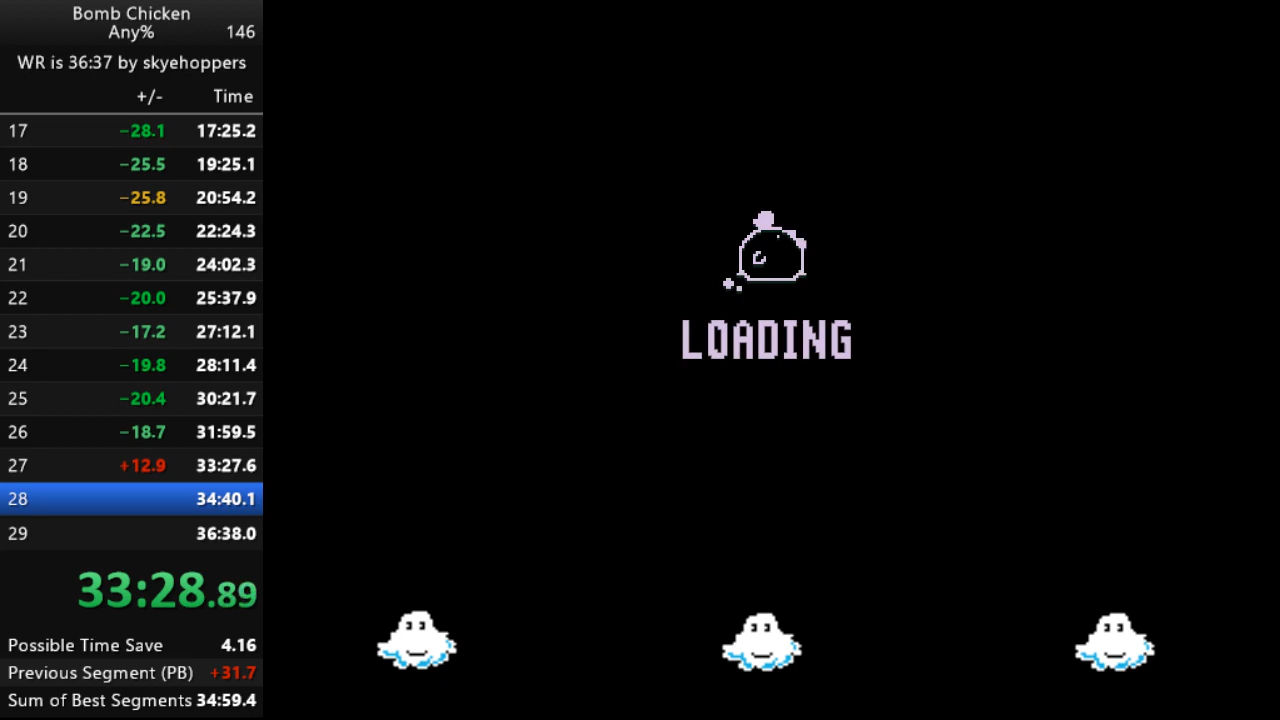 Bomb Chicken
Any% 146
WR is 36:37 by skyehoppers
+/- Time
17 -28.1 17:25.2
18 -25.5 19:25.1
19 -25.8 20:54.2
20 -22.5 22:24.3
21 -19.0 24:02.3
22 -20.0 25:37.9
23 -17.2 27:12.1
24 -19.8 28:11.4
25 -20.4 30:21.7
26 -18.7 31:59.5
27 +12.9 33:27.6
28 34:40.1
29 36:38.0
33:28.89
Possible Time Save 4.16
Previous Segment (PB) +31.7
Sum of Best Segments 34:59.4
LOADING